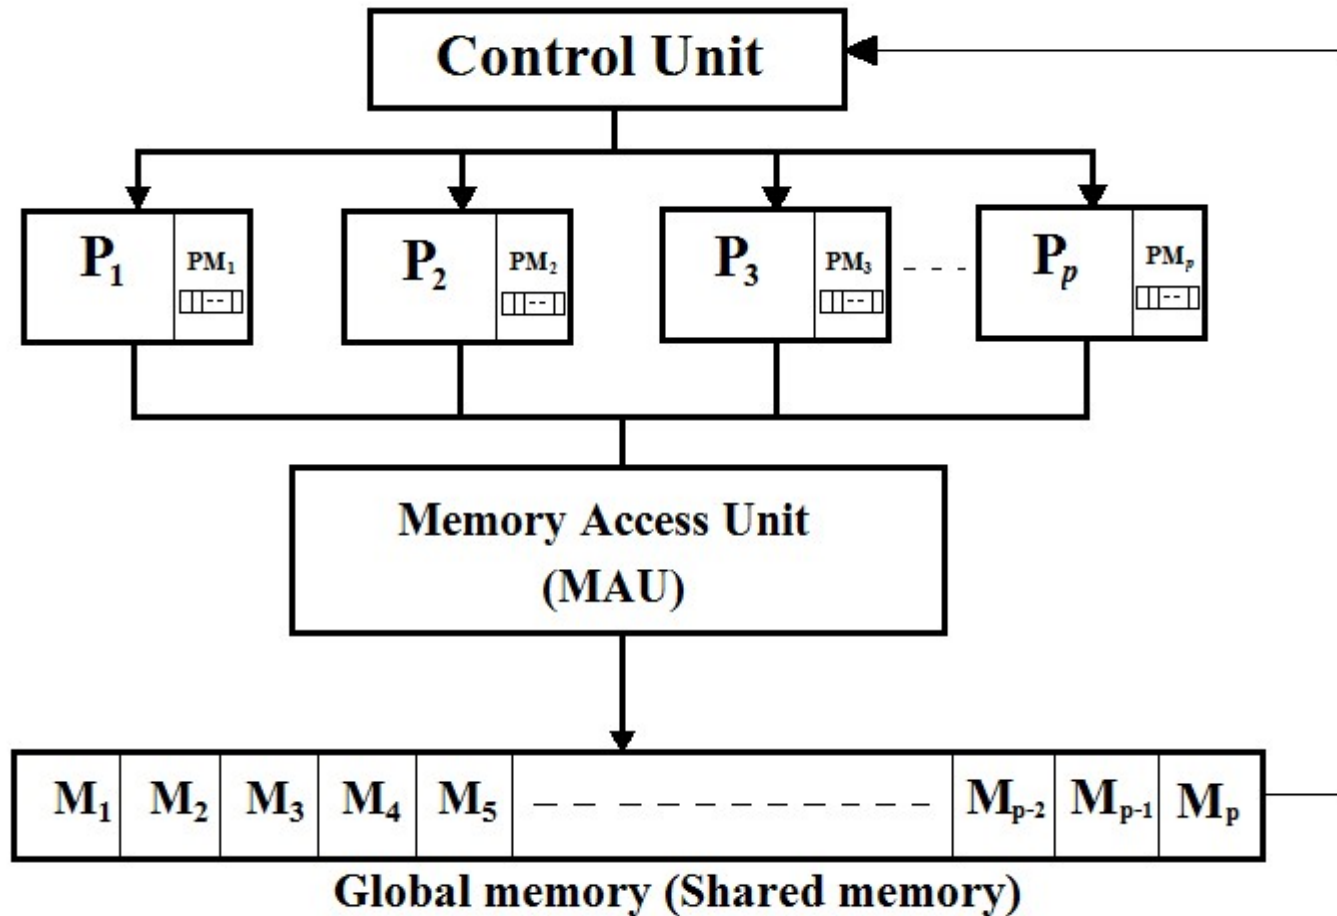 Control Unit
P₁ PM₁ P₂ PM₂ P₃ PM₃ Pₚ PMₚ
Memory Access Unit
(MAU)
M₁ M₂ M₃ M₄ M₅ Mₚ₋₂ Mₚ₋₁ Mₚ
Global memory (Shared memory)